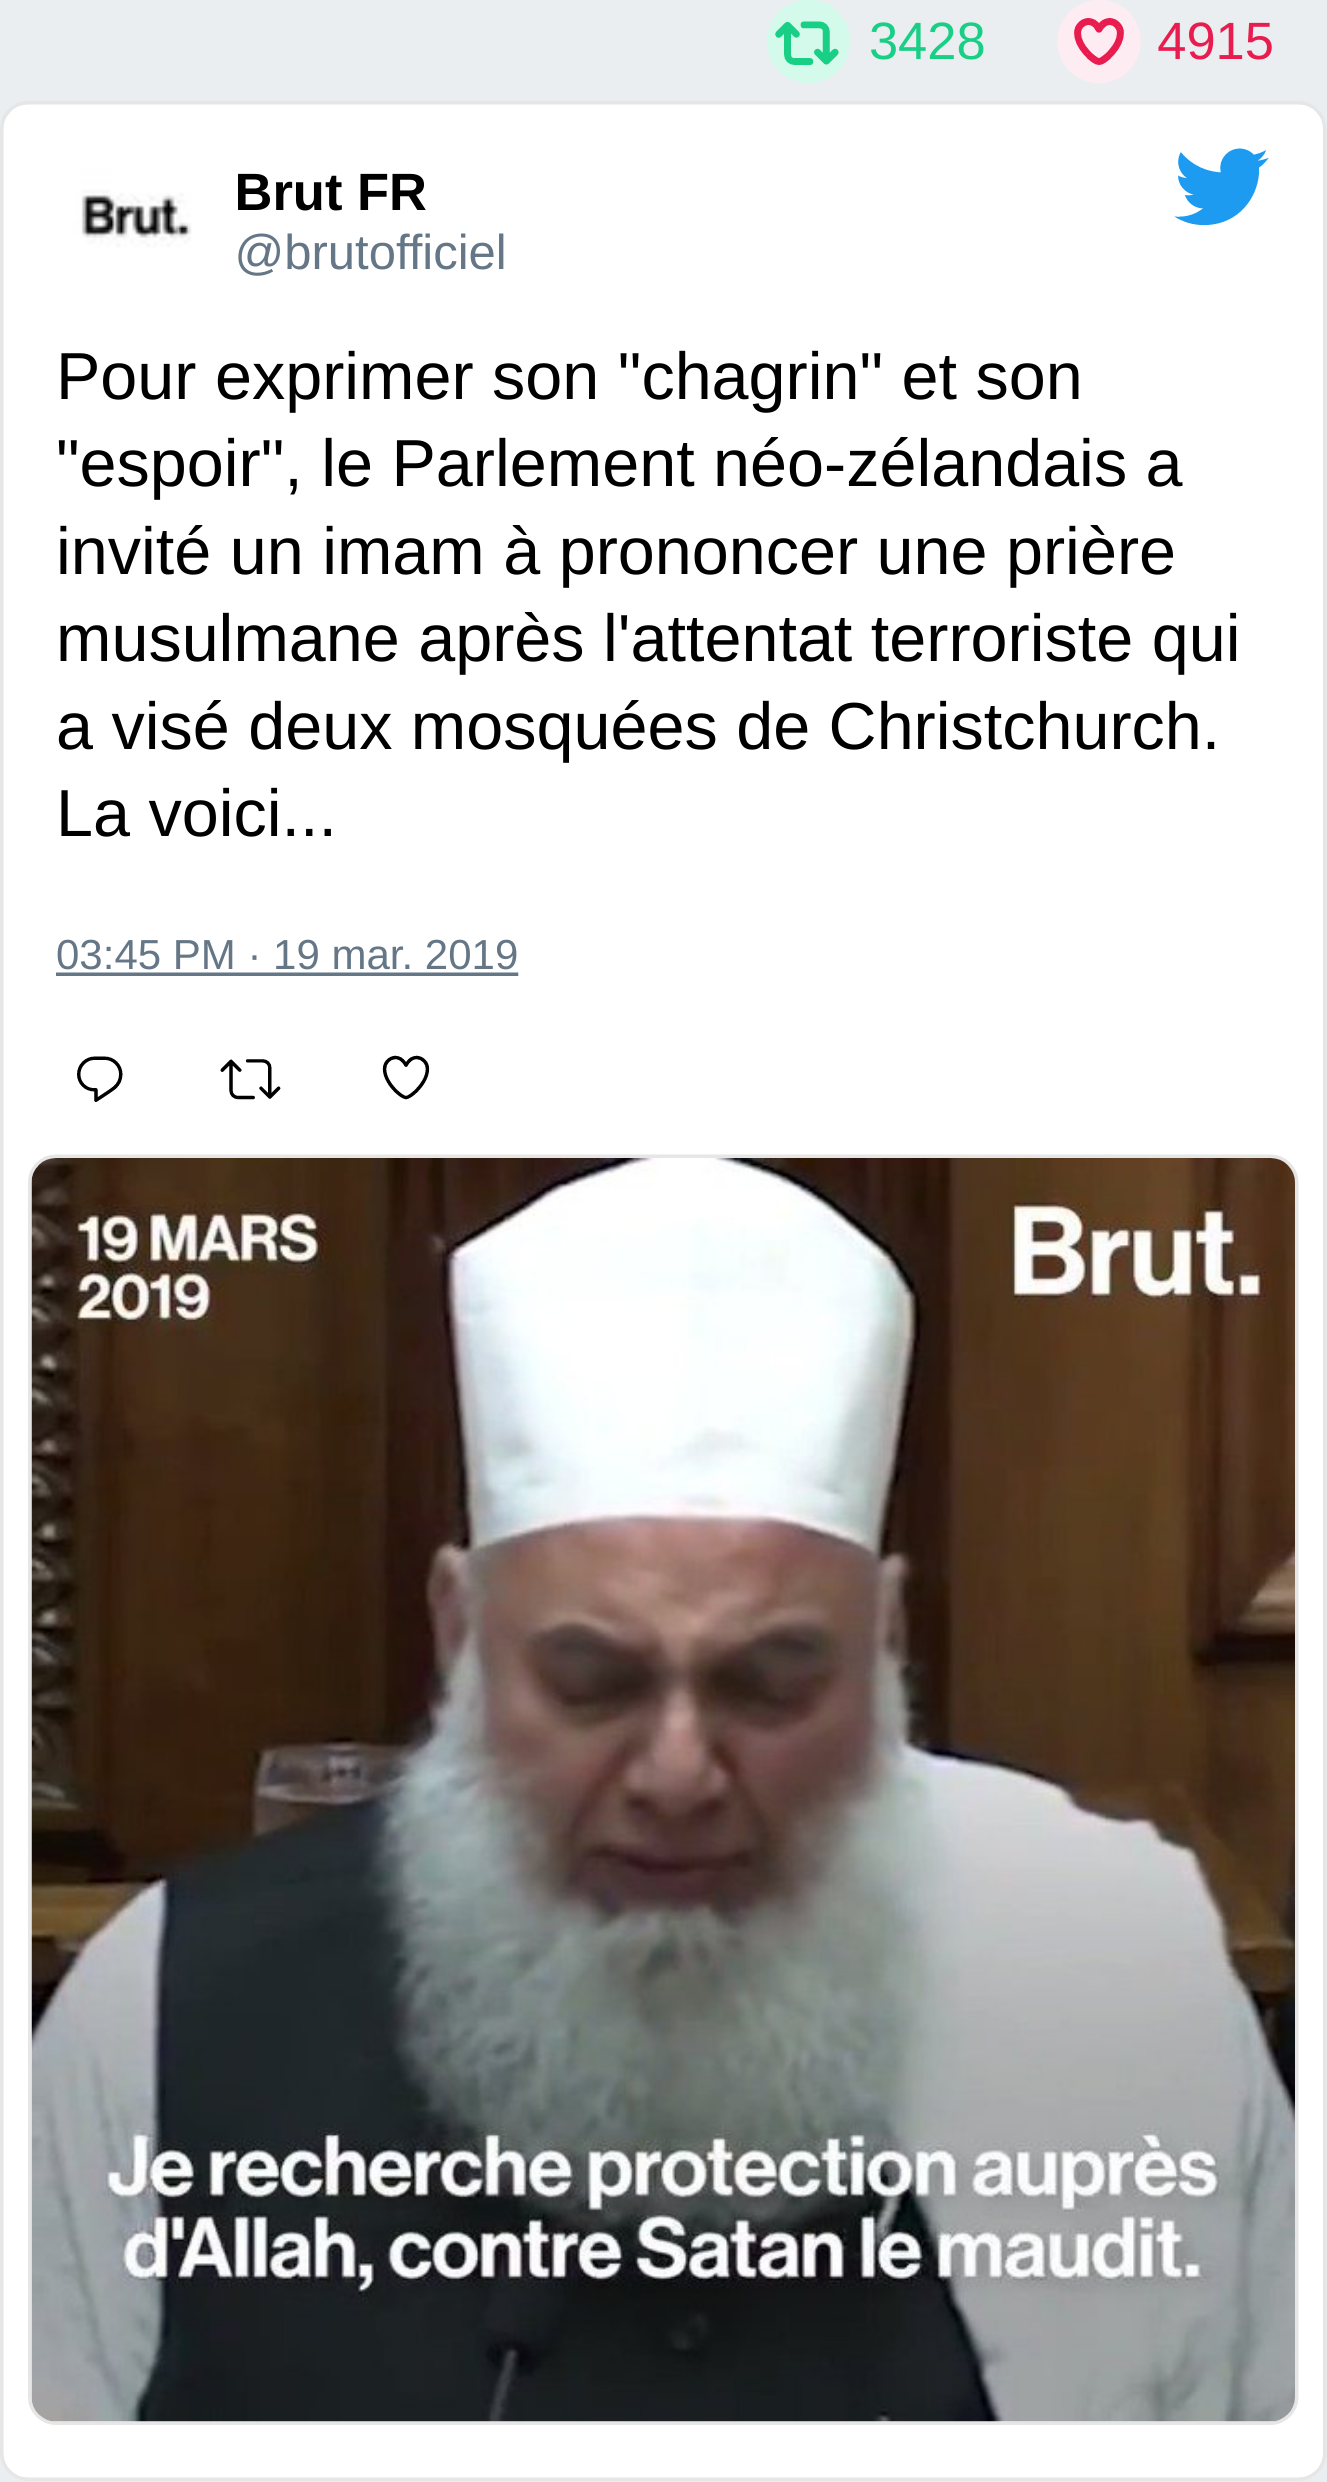 3428 4915
Brut.
Brut FR
@brutofficiel
Pour exprimer son "chagrin" et son
"espoir", le Parlement néo-zélandais a
invité un imam à prononcer une prière
musulmane après l'attentat terroriste qui
a visé deux mosquées de Christchurch.
La voici...
03:45 PM · 19 mar. 2019
19 MARS
2019
Brut.
Je recherche protection auprès
d'Allah, contre Satan le maudit.